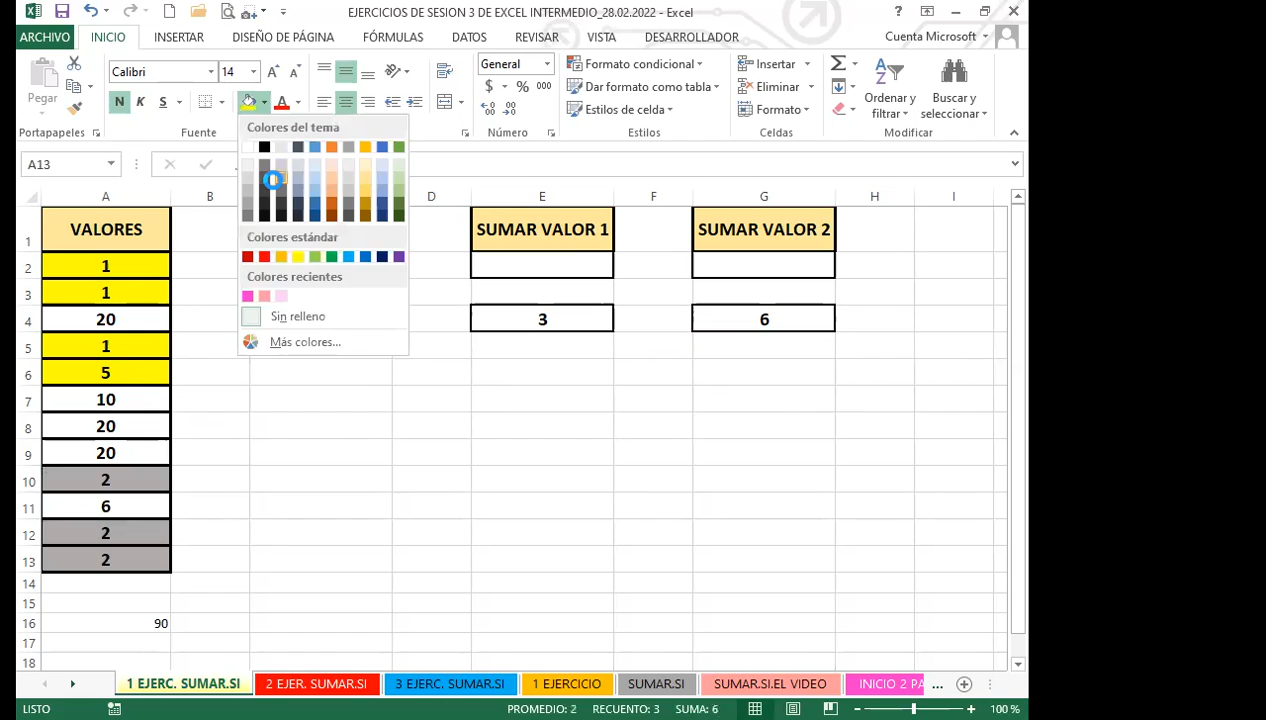 EJERCICIOS DE SESION 3 DE EXCEL INTERMEDIO_28.02.2022 - Excel
ARCHIVO INICIO INSERTAR DISEÑO DE PÁGINA FÓRMULAS DATOS REVISAR VISTA DESARROLLADOR Cuenta Microsoft
Calibri 14 General Formato condicional Insertar
Pegar Dar formato como tabla Eliminar Ordenar y Buscar y
N K S A $ % 000 Estilos de celda Formato filtrar seleccionar
Portapapeles Fuente Número Estilos Celdas Modificar
Colores del tema
A13
A B D E F G H I
1 VALORES SUMAR VALOR 1 SUMAR VALOR 2
Colores estándar
2 1
Colores recientes
3 1
Sin relleno
4 20 3 6
Más colores...
5 1
6 5
7 10
8 20
9 20
10 2
11 6
12 2
13 2
14
15
16 90
17
18
1 EJERC. SUMAR.SI 2 EJER. SUMAR.SI 3 EJERC. SUMAR.SI 1 EJERCICIO SUMAR.SI SUMAR.SI.EL VIDEO INICIO 2 PA ...
LISTO PROMEDIO: 2 RECUENTO: 3 SUMA: 6 100 %